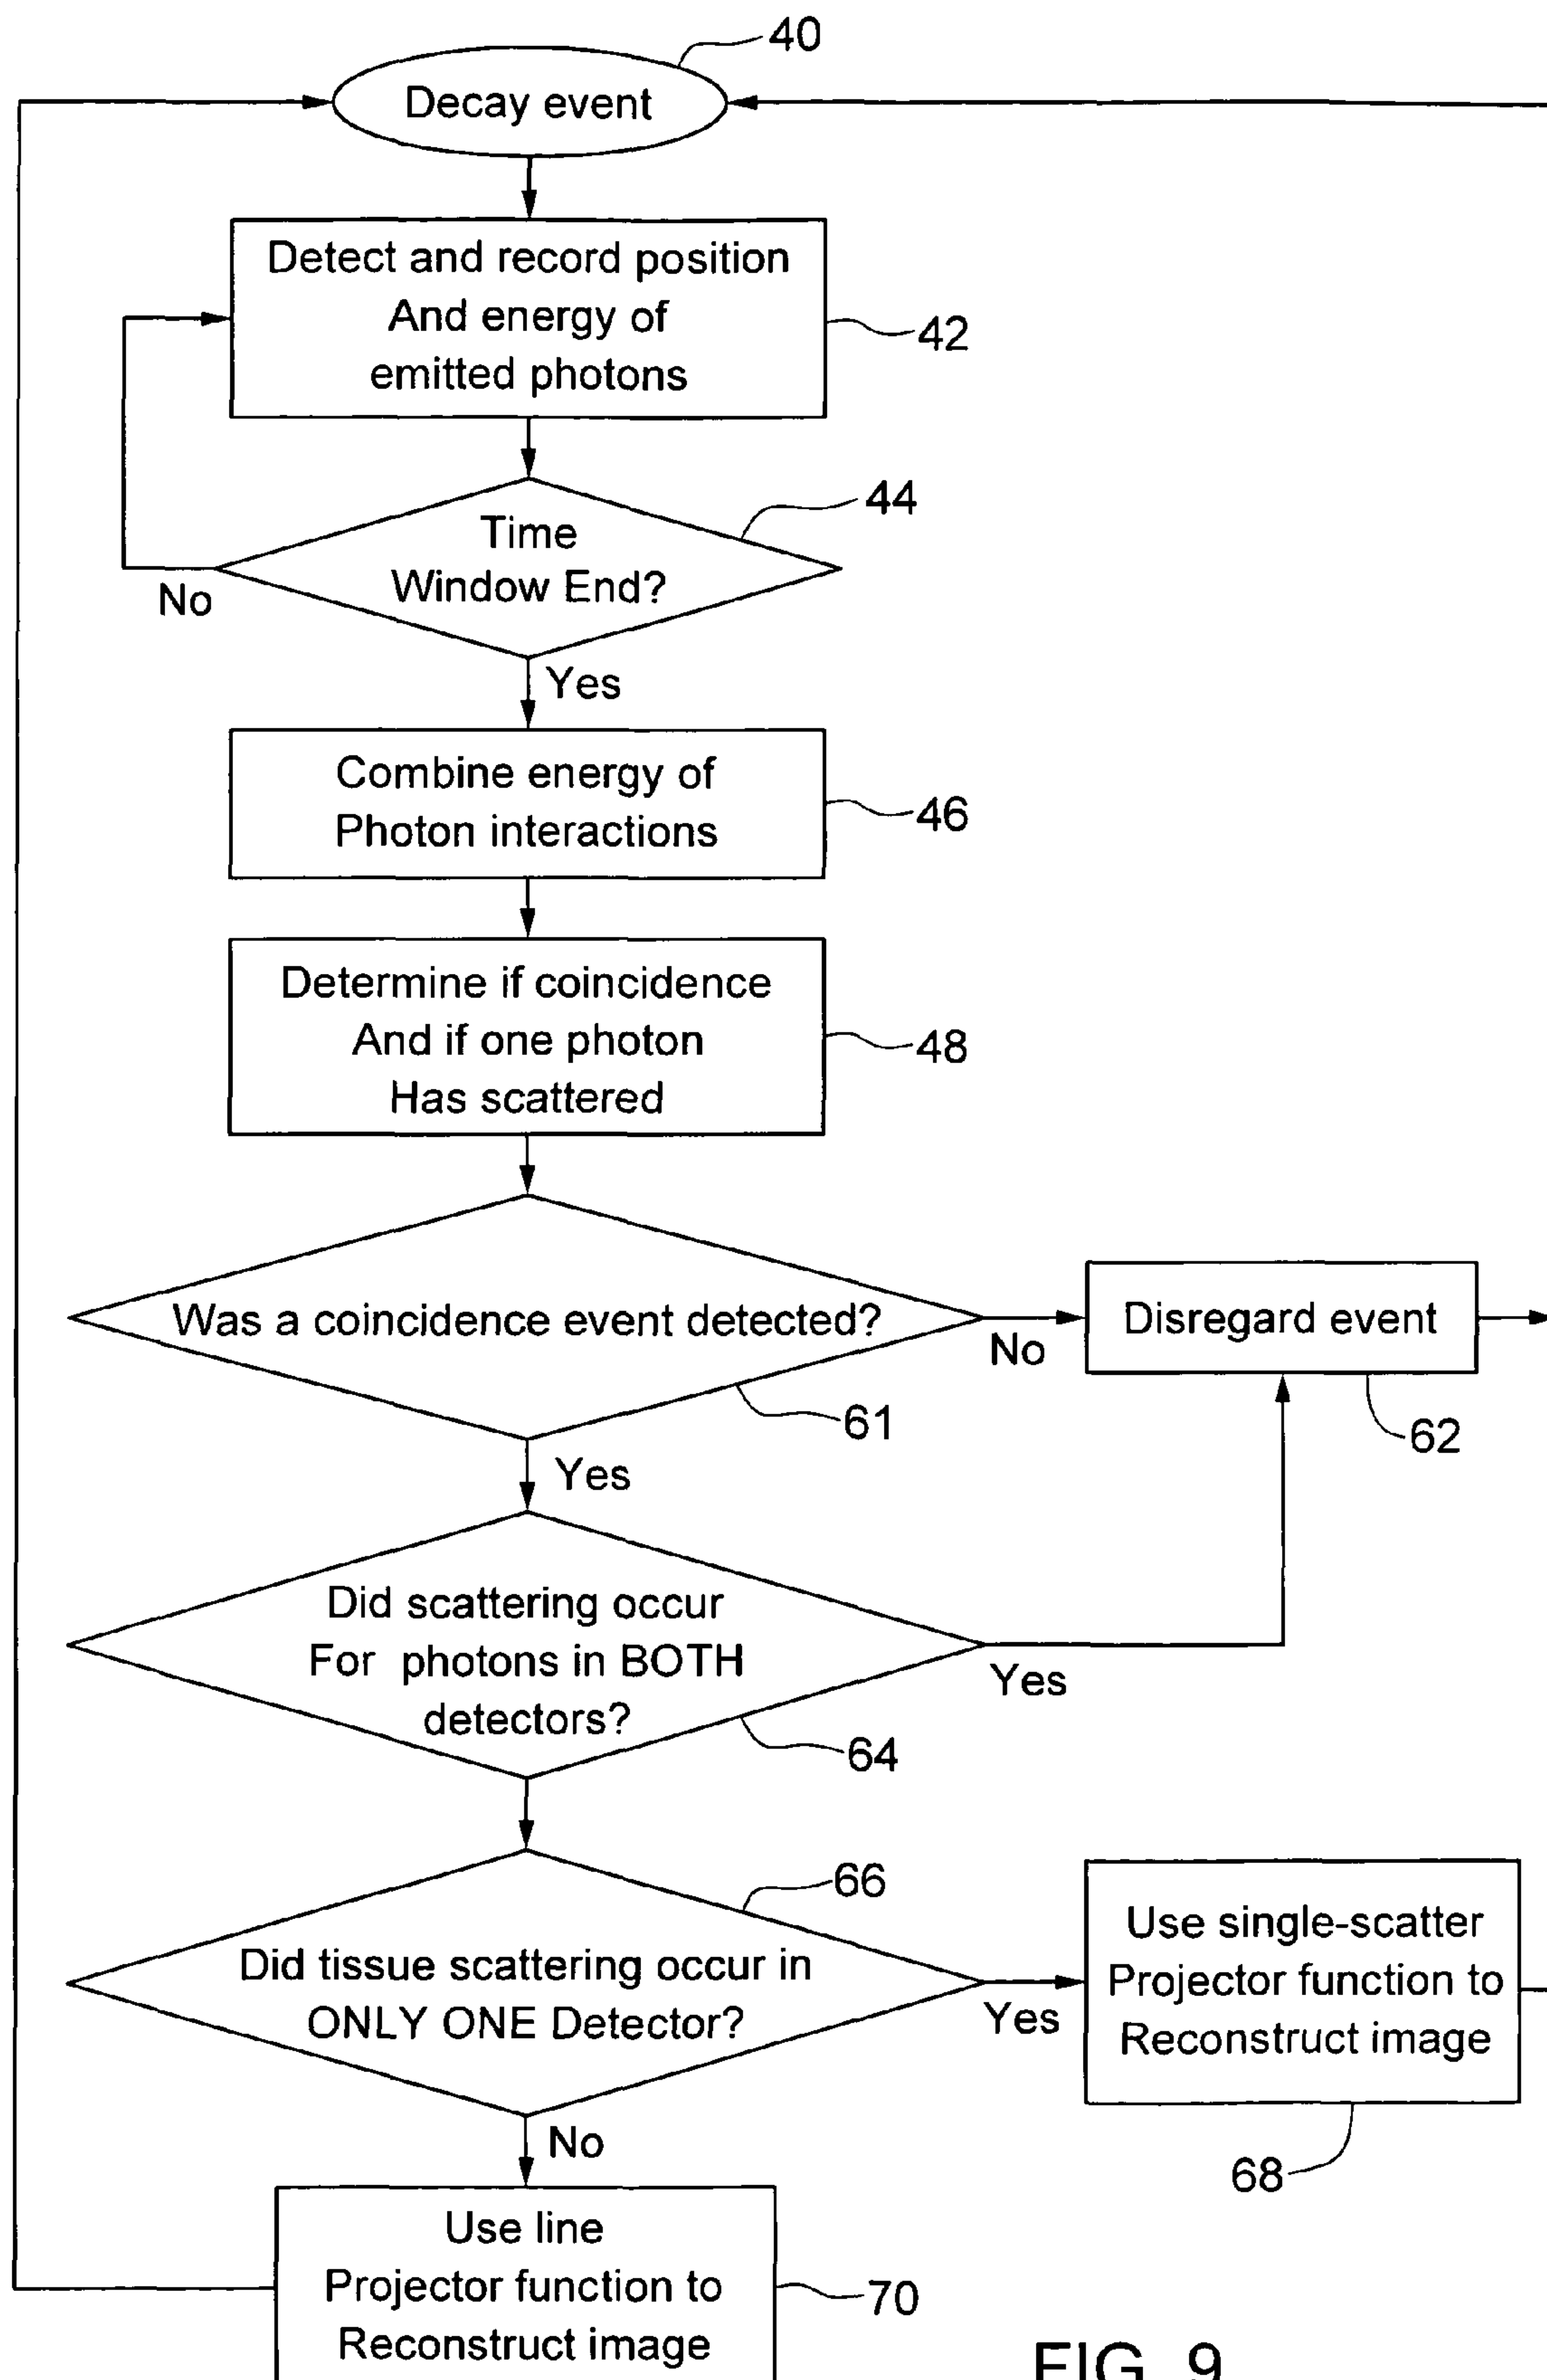 40
Decay event
Detect and record position
And energy of
emitted photons
42
44
Time
Window End?
No
Yes
Combine energy of
Photon interactions
46
Determine if coincidence
And if one photon
Has scattered
48
Was a coincidence event detected?
No
Disregard event
61
62
Yes
Did scattering occur
For photons in BOTH
detectors?
Yes
64
66
Did tissue scattering occur in
ONLY ONE Detector?
Yes
Use single-scatter
Projector function to
Reconstruct image
68
No
Use line
Projector function to
Reconstruct image
70
FIG. 9